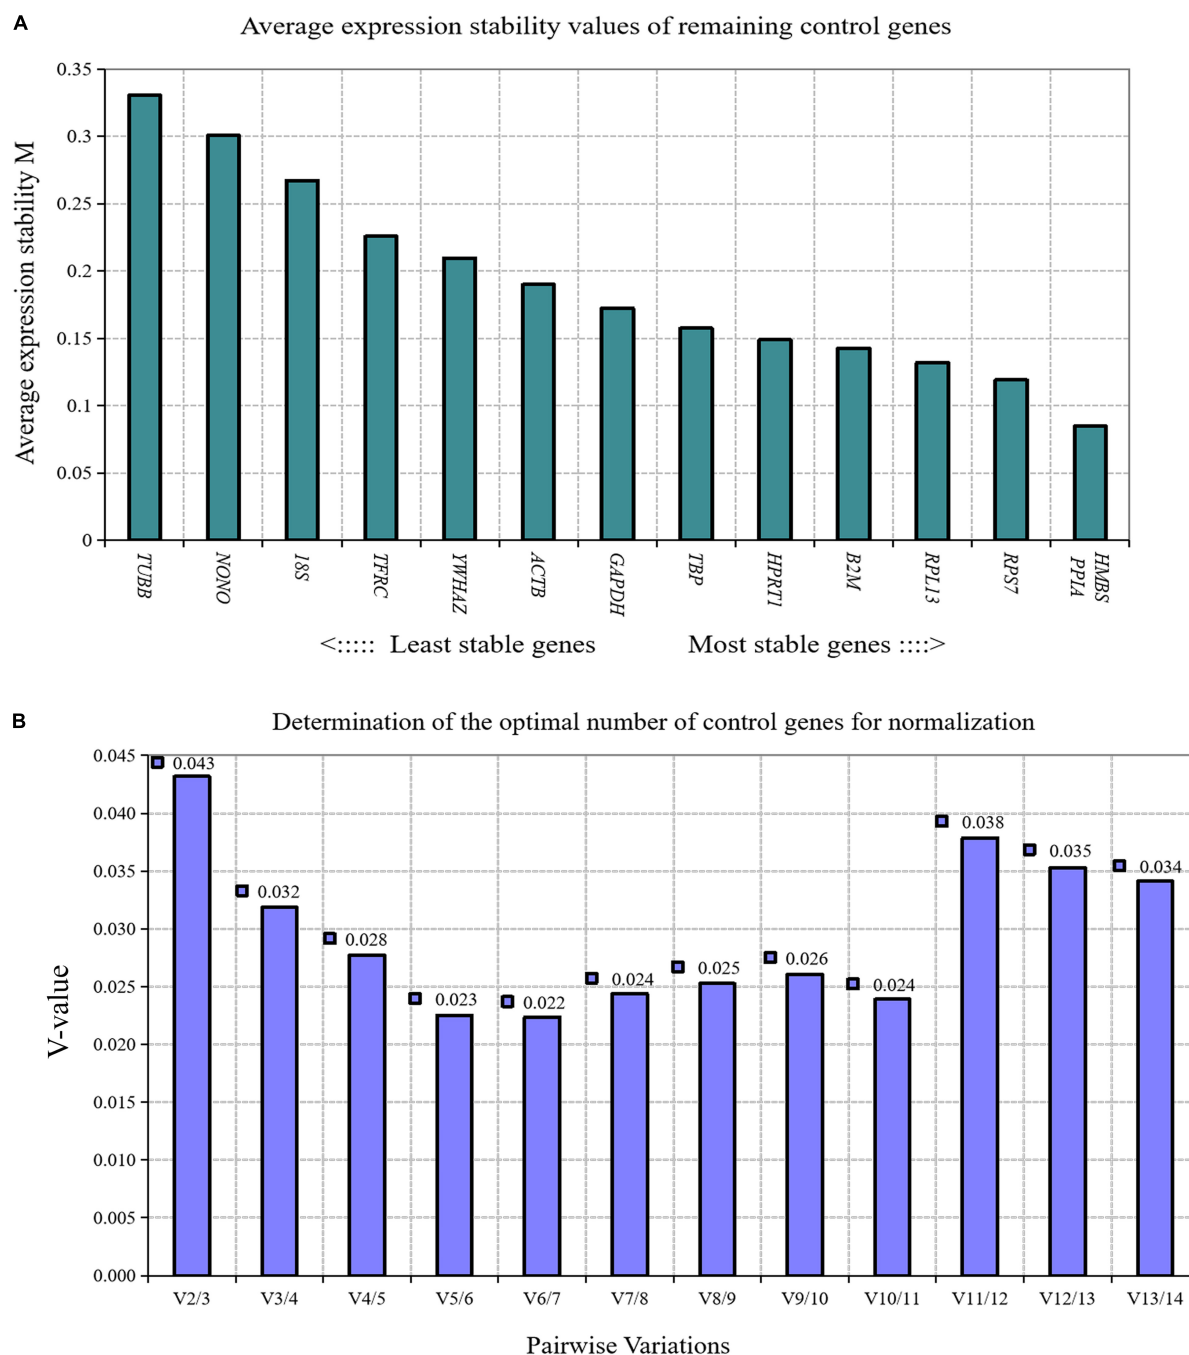 A
Average expression stability values of remaining control genes
Average expression stability M
0.35
0.3
0.25
0.2
0.15
0.1
0.05
0
TUBB
NONO
18S
TFRC
YWHAZ
ACTB
GAPDH
TBP
HPRT1
B2M
RPL13
RPS7
HMBS
PPIA
<::::: Least stable genes
Most stable genes ::::>
B
Determination of the optimal number of control genes for normalization
V-value
0.045
0.040
0.035
0.030
0.025
0.020
0.015
0.010
0.005
0.000
0.043
0.032
0.028
0.023
0.022
0.024
0.025
0.026
0.024
0.038
0.035
0.034
V2/3
V3/4
V4/5
V5/6
V6/7
V7/8
V8/9
V9/10
V10/11
V11/12
V12/13
V13/14
Pairwise Variations